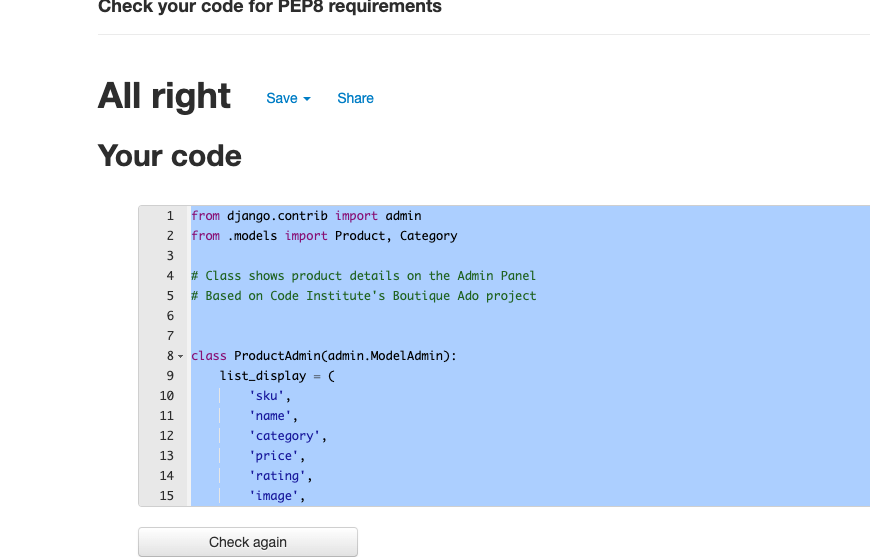 Check your code for PEP8 requirements
All right Save Share
Your code
1 from django.contrib import admin
2 from .models import Product, Category
3
4 # Class shows product details on the Admin Panel
5 # Based on Code Institute's Boutique Ado project
6
7
8 class ProductAdmin(admin.ModelAdmin):
9 list_display = (
10 'sku',
11 'name',
12 'category',
13 'price',
14 'rating',
15 'image',
Check again